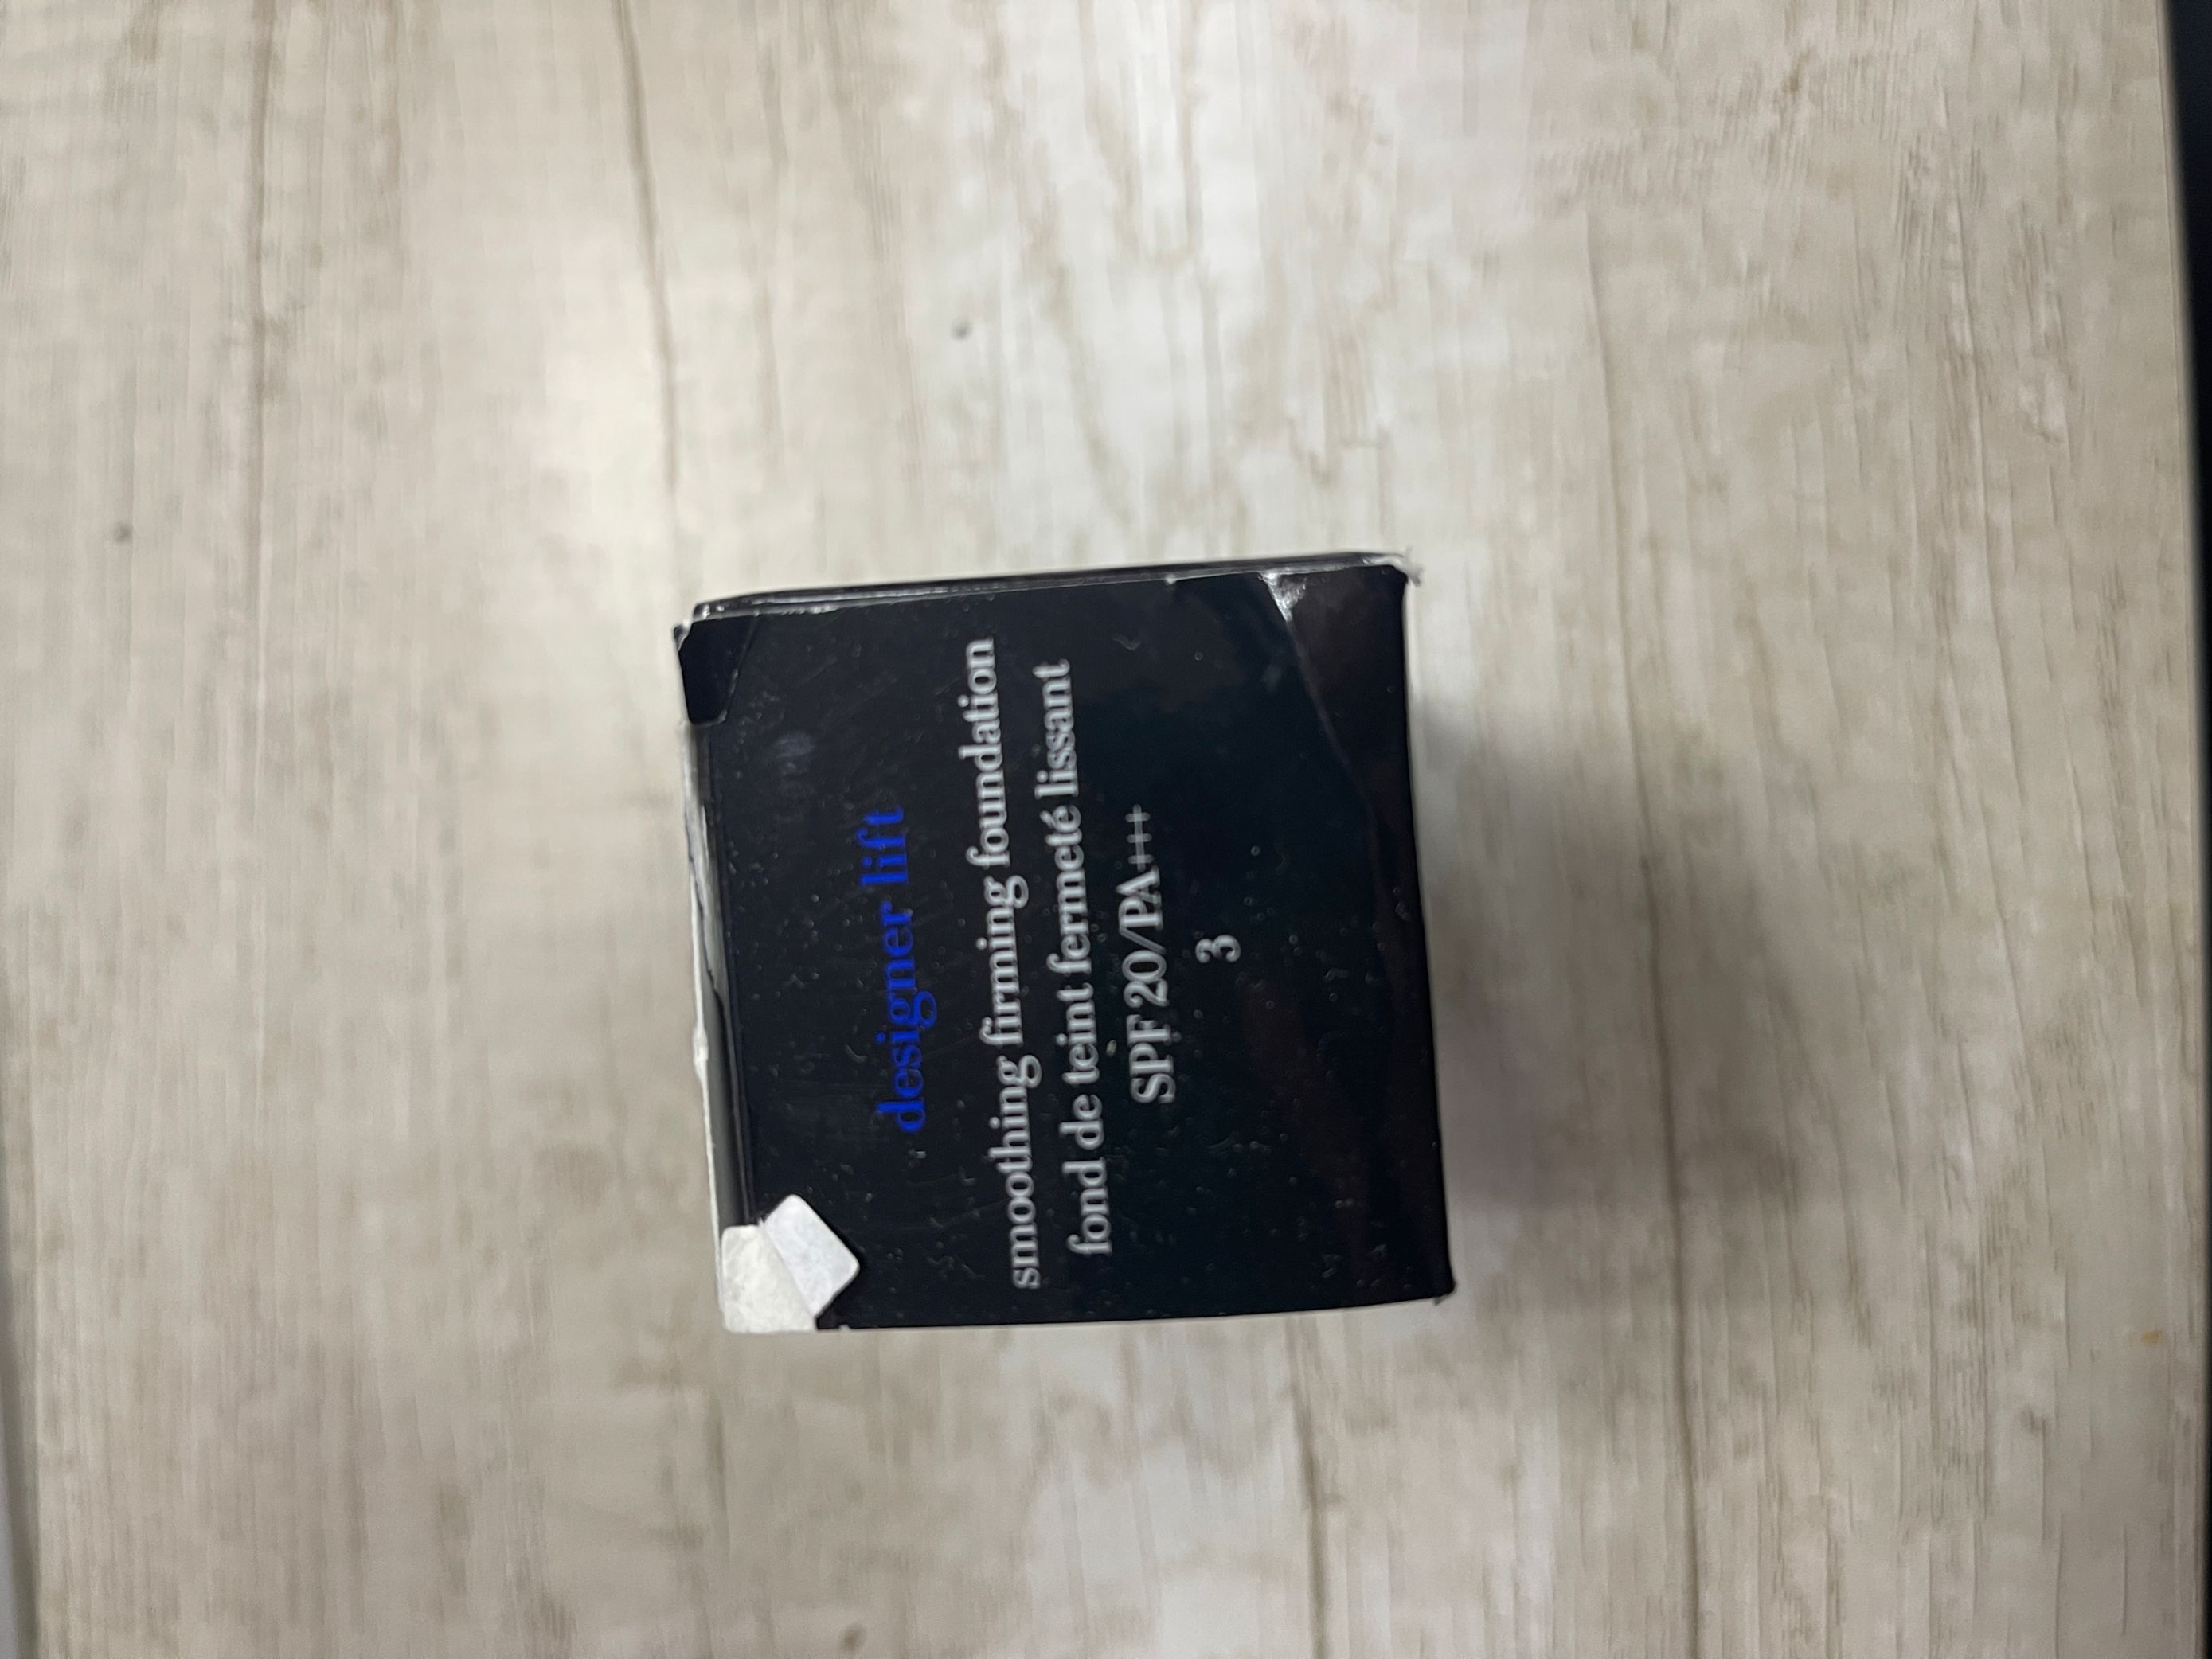 designer lift
smoothing firming foundation
fond de teint fermeté lissant
SPF 20/PA+++
3